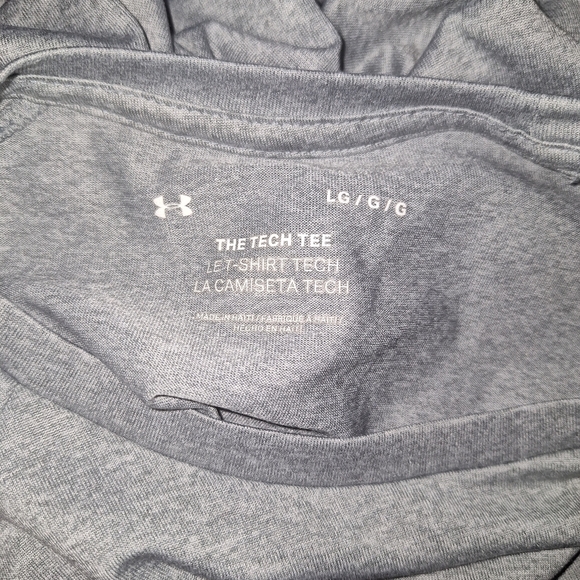 LG / G / G
THE TECH TEE
LE T-SHIRT TECH
LA CAMISETA TECH
MADE IN HAITI / FABRIQUÉ À HAÏTI /
HECHO EN HAITÍ